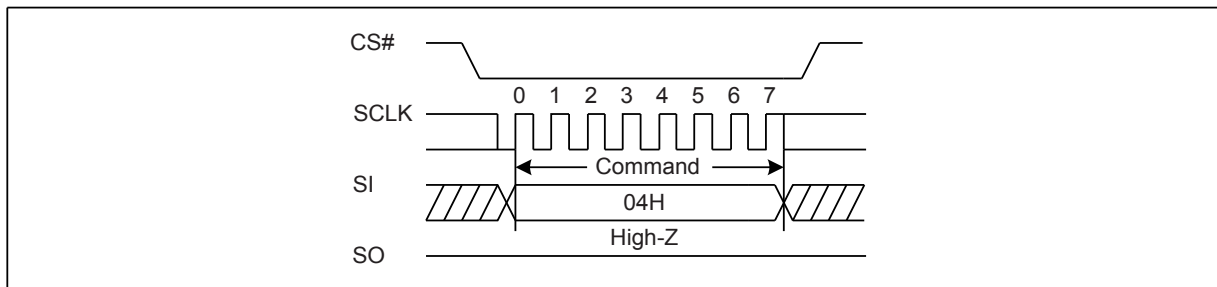 CS#
0 1 2 3 4 5 6 7
SCLK
Command
SI
04H
High-Z
SO